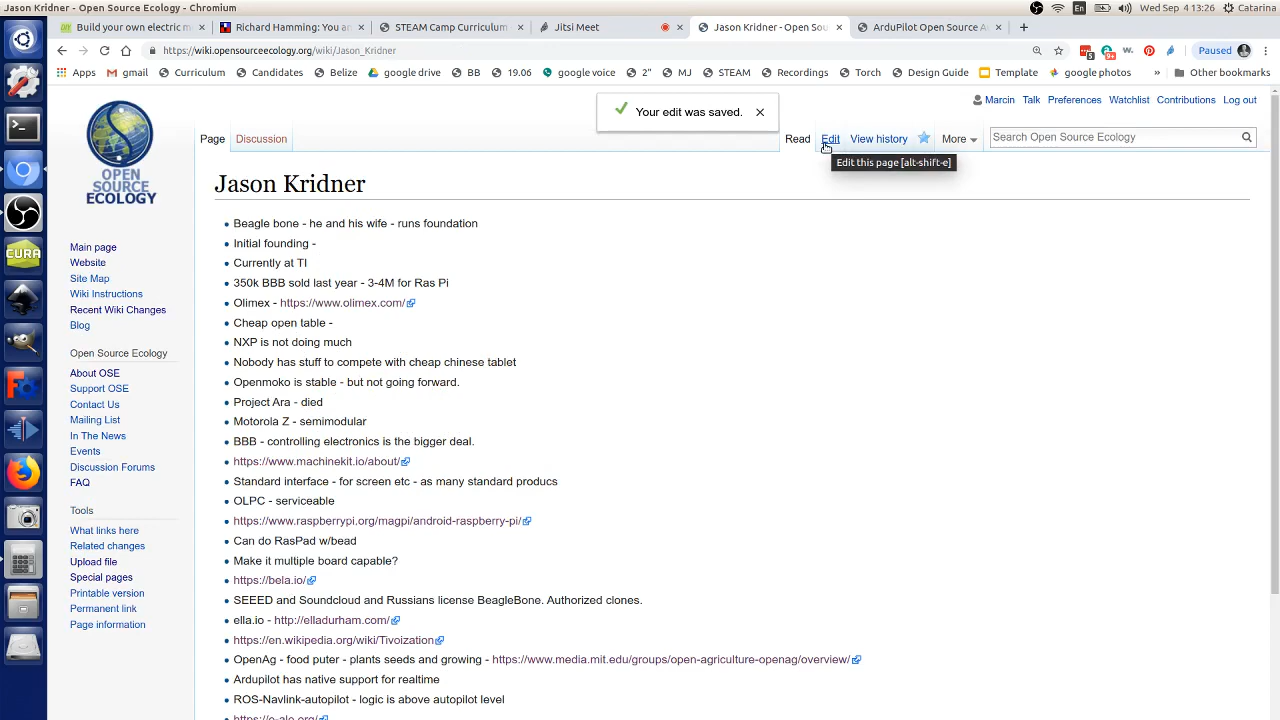 Jason Kridner - Open Source Ecology - Chromium
En
Wed Sep 4 13:26
Catarina
Build your own electric m
Richard Hamming: You an
STEAM Camp Curriculum
Jitsi Meet
Jason Kridner - Open Sou
ArduPilot Open Source A
https://wiki.opensourceecology.org/wiki/Jason_Kridner
Paused
Apps
gmail
Curriculum
Candidates
Belize
google drive
BB
19.06
google voice
2"
MJ
STEAM
Recordings
Torch
Design Guide
Template
google photos
»
Other bookmarks
Marcin
Talk
Preferences
Watchlist
Contributions
Log out
Your edit was saved.
Page
Discussion
Read
Edit
View history
More
Search Open Source Ecology
Edit this page [alt-shift-e]
OPEN
SOURCE
ECOLOGY
Main page
Website
Site Map
Wiki Instructions
Recent Wiki Changes
Blog
Open Source Ecology
About OSE
Support OSE
Contact Us
Mailing List
In The News
Events
Discussion Forums
FAQ
Tools
What links here
Related changes
Upload file
Special pages
Printable version
Permanent link
Page information
Jason Kridner
Beagle bone - he and his wife - runs foundation
Initial founding -
Currently at TI
350k BBB sold last year - 3-4M for Ras Pi
Olimex - https://www.olimex.com/
Cheap open table -
NXP is not doing much
Nobody has stuff to compete with cheap chinese tablet
Openmoko is stable - but not going forward.
Project Ara - died
Motorola Z - semimodular
BBB - controlling electronics is the bigger deal.
https://www.machinekit.io/about/
Standard interface - for screen etc - as many standard producs
OLPC - serviceable
https://www.raspberrypi.org/magpi/android-raspberry-pi/
Can do RasPad w/bead
Make it multiple board capable?
https://bela.io/
SEEED and Soundcloud and Russians license BeagleBone. Authorized clones.
ella.io - http://elladurham.com/
https://en.wikipedia.org/wiki/Tivoization
OpenAg - food puter - plants seeds and growing - https://www.media.mit.edu/groups/open-agriculture-openag/overview/
Ardupilot has native support for realtime
ROS-Navlink-autopilot - logic is above autopilot level
https://e-ale.org/
CURA